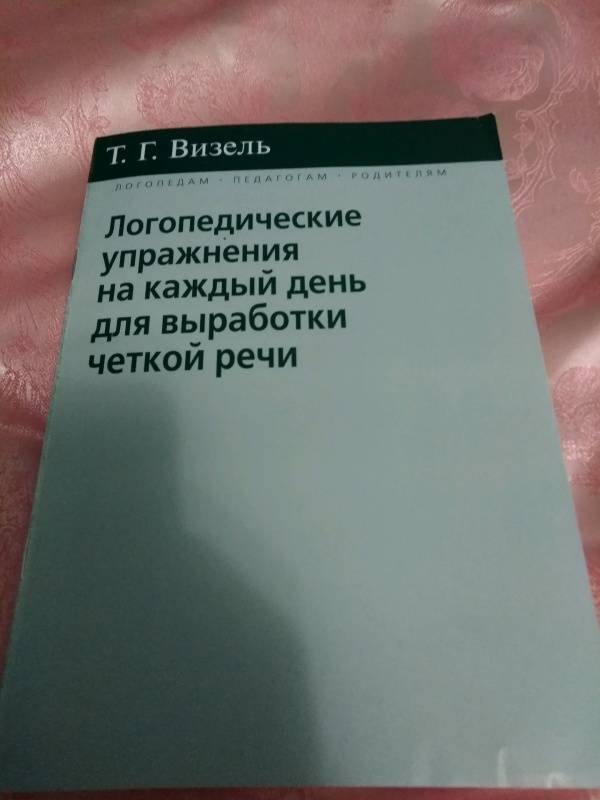 Т. Г. Визель
ЛОГОПЕДАМ · ПЕДАГОГАМ · РОДИТЕЛЯМ
Логопедические
упражнения
на каждый день
для выработки
четкой речи